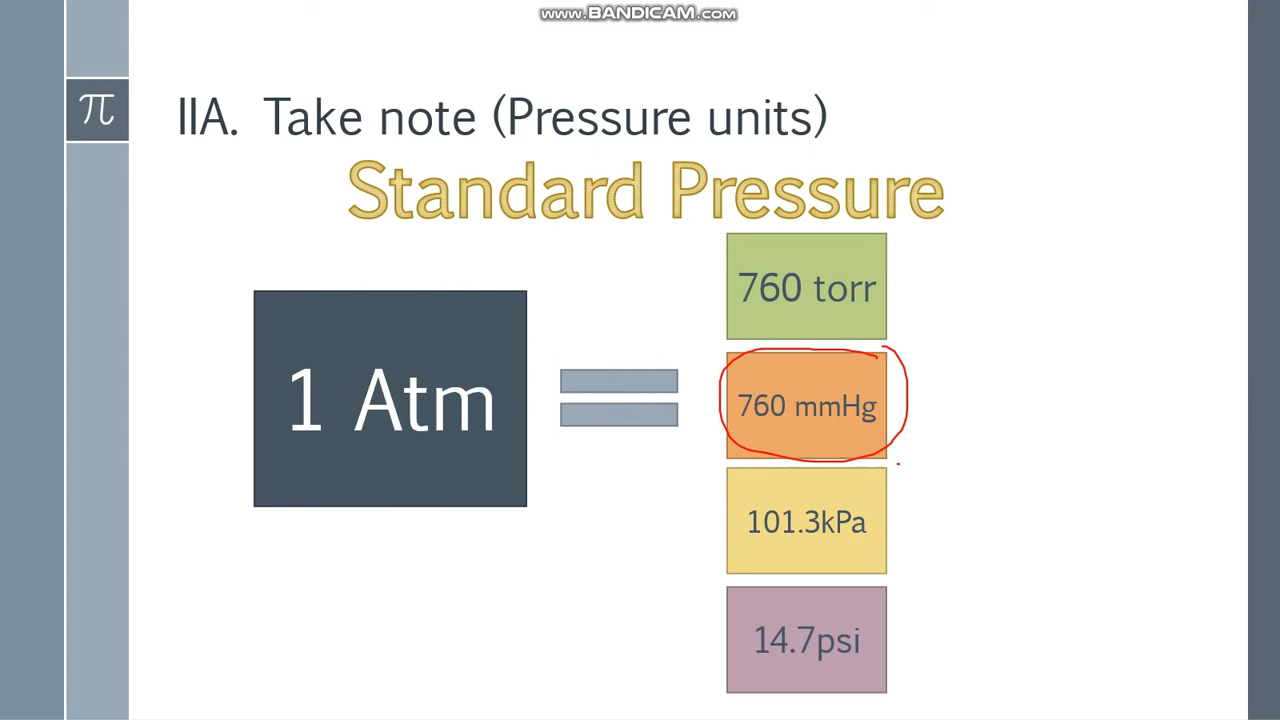 www.BANDICAM.com
π
IIA. Take note (Pressure units)
Standard Pressure
1 Atm
760 torr
760 mmHg
101.3kPa
14.7psi